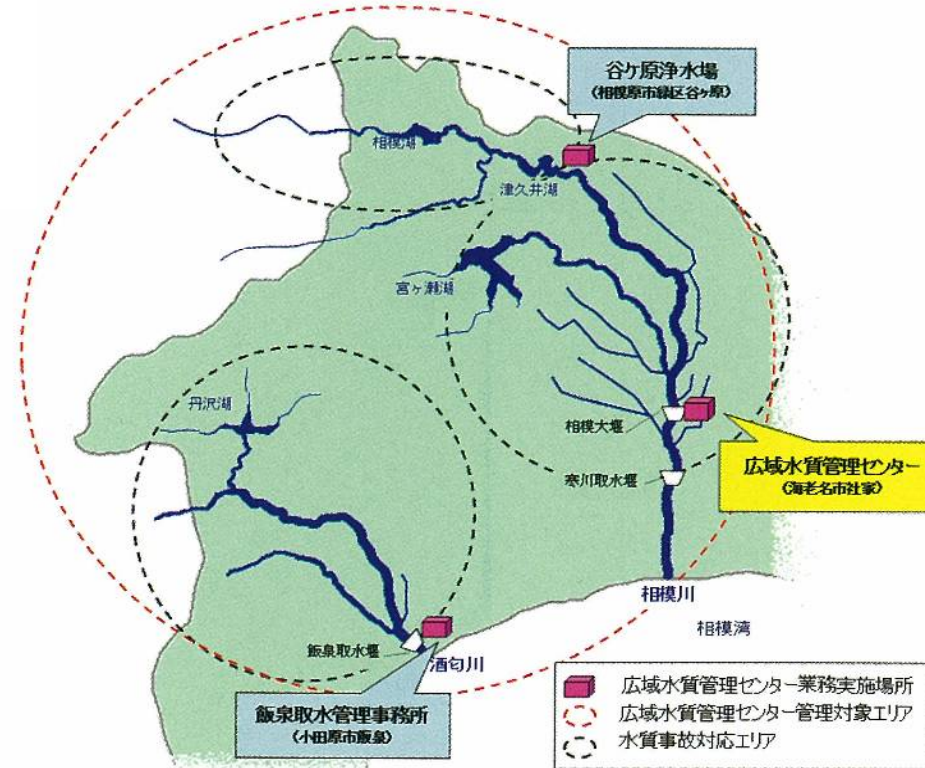 谷ケ原浄水場
(相模原市緑区谷ヶ原)
相模湖
津久井湖
宮ヶ瀬湖
丹沢湖
相模大堰
広域水質管理センター
(海老名市社家)
寒川取水堰
相模川
相模湾
飯泉取水堰
酒匂川
飯泉取水管理事務所
(小田原市飯泉)
広域水質管理センター業務実施場所
広域水質管理センター管理対象エリア
水質事故対応エリア